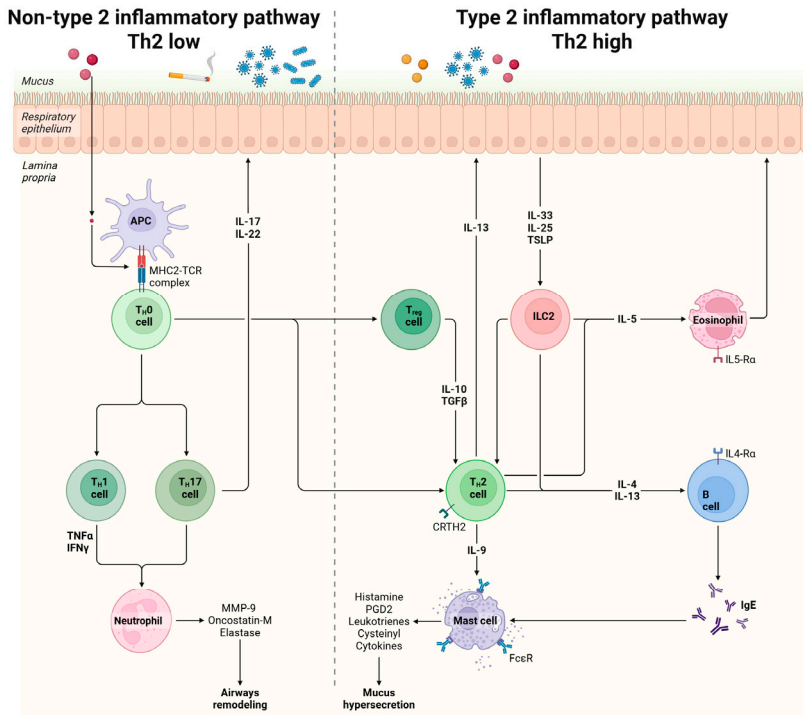 Non-type 2 inflammatory pathway
Th2 low
Type 2 inflammatory pathway
Th2 high
Mucus
Respiratory
epithelium
Lamina
propria
APC
MHC2-TCR
complex
IL-17
IL-22
IL-13
IL-33
IL-25
TSLP
TH0
cell
Treg
cell
ILC2
IL-5
Eosinophil
IL5-Rα
IL-10
TGFβ
TH1
cell
TH17
cell
TH2
cell
CRTH2
IL-4
IL-13
IL4-Rα
B
cell
TNFα
IFNγ
IL-9
Neutrophil
MMP-9
Oncostatin-M
Elastase
Airways
remodeling
Histamine
PGD2
Leukotrienes
Cysteinyl
Cytokines
Mucus
hypersecretion
Mast cell
FcεR
IgE